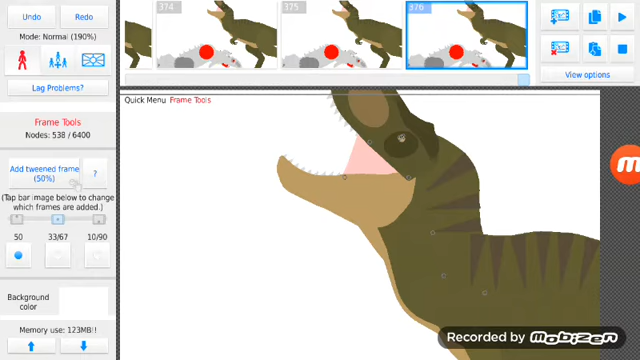 Undo
Redo
Mode: Normal (190%)
Lag Problems?
374
375
376
View options
Quick Menu Frame Tools
Frame Tools
Nodes: 538 / 6400
Add tweened frame
(50%)
?
(Tap bar image below to change
which frames are added.)
50
33/67
10/90
Background
color
Memory use: 123MB!!
Recorded by mobizen